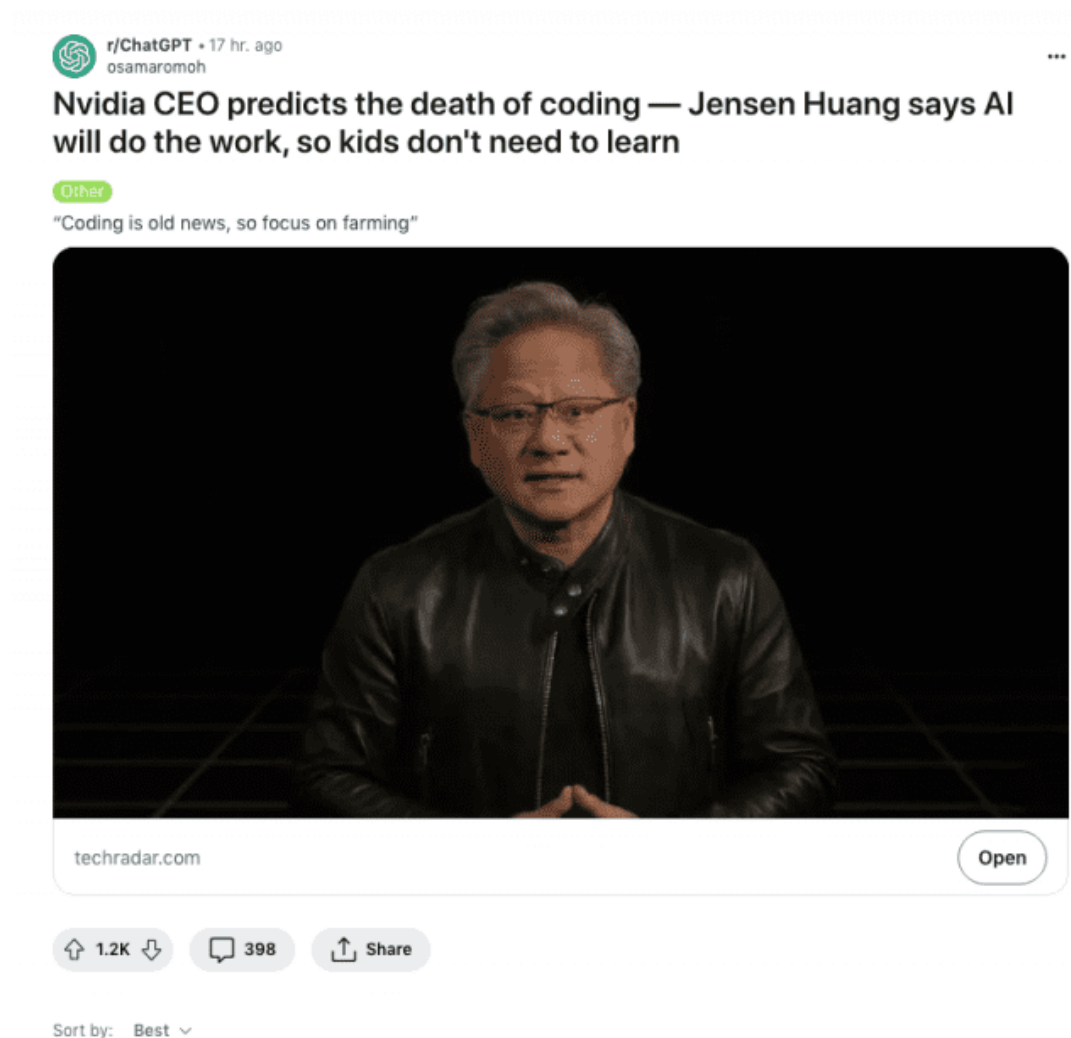 r/ChatGPT • 17 hr. ago
osamaromoh
Nvidia CEO predicts the death of coding — Jensen Huang says AI
will do the work, so kids don't need to learn
Other
“Coding is old news, so focus on farming”
techradar.com
Open
1.2K
398
Share
Sort by: Best